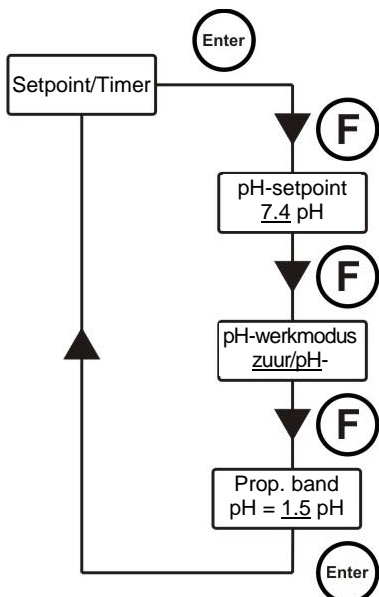 Enter
Setpoint/Timer
F
pH-setpoint
7.4 pH
F
pH-werkmodus
zuur/pH-
F
Prop. band
pH = 1.5 pH
Enter